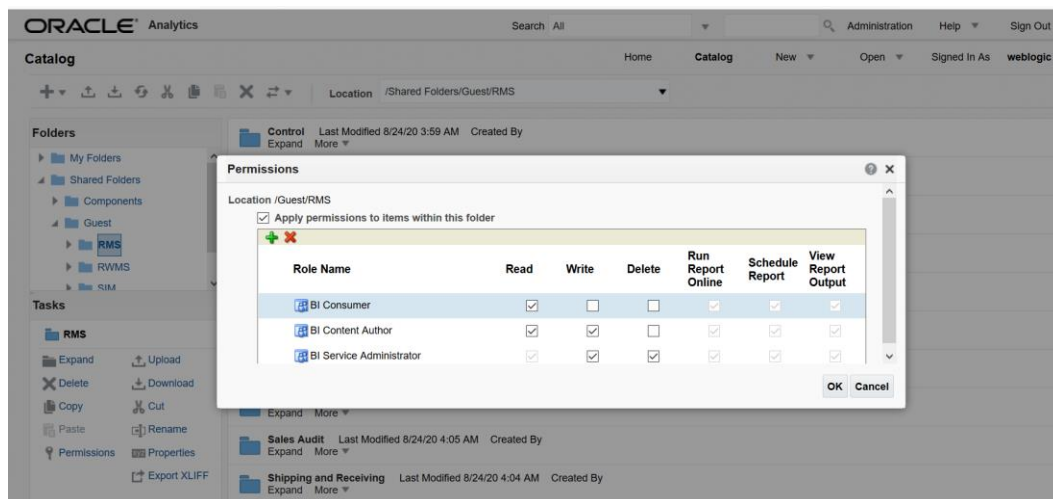 ORACLE Analytics Search All Administration Help Sign Out
Catalog Home Catalog New Open Signed In As weblogic
Location /Shared Folders/Guest/RMS
Folders
My Folders
Shared Folders
Components
Guest
RMS
RWMS
SIM
Tasks
RMS
Expand Upload
Delete Download
Copy Cut
Paste Rename
Permissions Properties
Export XLIFF
Control Last Modified 8/24/20 3:59 AM Created By
Expand More
Permissions
Location /Guest/RMS
Apply permissions to items within this folder
Role Name Read Write Delete Run Report Online Schedule Report View Report Output
BI Consumer
BI Content Author
BI Service Administrator
OK Cancel
Expand More
Sales Audit Last Modified 8/24/20 4:05 AM Created By
Expand More
Shipping and Receiving Last Modified 8/24/20 4:04 AM Created By
Expand More